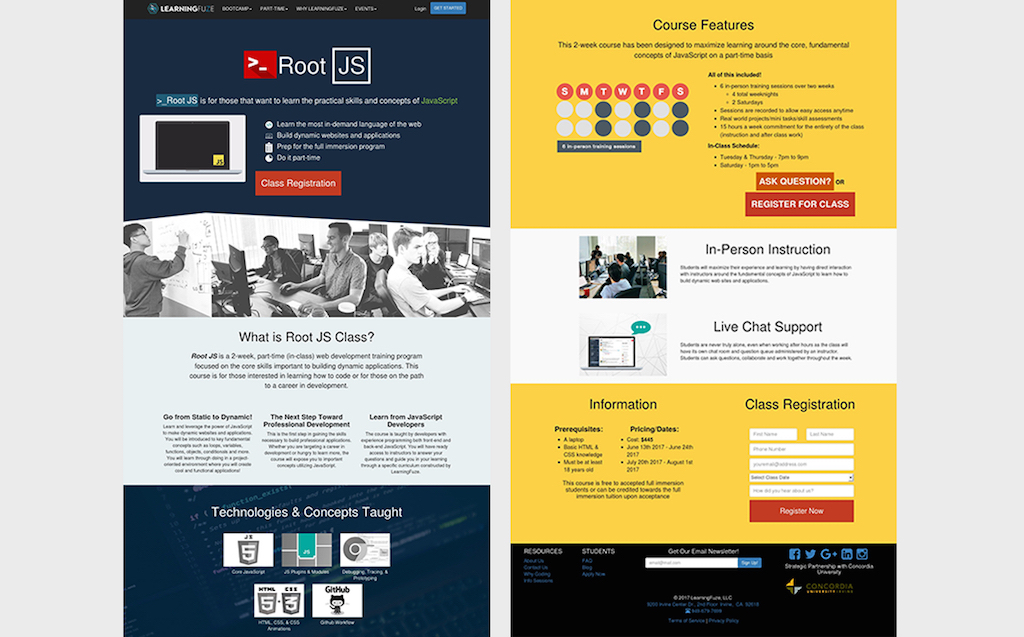 LEARNINGFUZE
BOOTCAMP
PART-TIME
WHY LEARNINGFUZE
EVENTS
Login
GET STARTED
>_ Root JS
>_Root JS is for those that want to learn the practical skills and concepts of JavaScript
Learn the most in-demand language of the web
Build dynamic websites and applications
Prep for the full immersion program
Do it part-time
JS
Class Registration
What is Root JS Class?
Root JS is a 2-week, part-time (in-class) web development training program
focused on the core skills important to building dynamic applications. This
course is for those interested in learning how to code or for those on the path
to a career in development.
Go from Static to Dynamic!
Learn and leverage the power of JavaScript
to make dynamic websites and applications.
You will be introduced to key fundamental
concepts such as loops, variables,
functions, objects, conditionals and more.
You will learn through doing in a project-
oriented environment where you will create
cool and functional applications!
The Next Step Toward
Professional Development
This is the first step in gaining the skills
necessary to build professional applications.
Whether you are targeting a career in
development or hungry to learn more, the
course will expose you to important
concepts utilizing JavaScript.
Learn from JavaScript
Developers
The course is taught by developers with
experience programming both front-end and
back-end JavaScript. You will have ready
access to instructors to answer your
questions and guide you in your learning
through a specific curriculum constructed by
LearningFuze.
Technologies & Concepts Taught
JS
5
JS
Core JavaScript
JS Plugins & Modules
Debugging, Tracing, &
Prototyping
HTML CSS
5 3
GitHub
HTML, CSS, & CSS
Animations
Github Workflow
Course Features
This 2-week course has been designed to maximize learning around the core, fundamental
concepts of JavaScript on a part-time basis
S M T W T F S
6 in-person training sessions
All of this included!
6 in-person training sessions over two weeks
4 total weeknights
2 Saturdays
Sessions are recorded to allow easy access anytime
Real world projects/mini tasks/skill assessments
15 hours a week commitment for the entirety of the class
(instruction and after class work)
In-Class Schedule:
Tuesday & Thursday - 7pm to 9pm
Saturday - 1pm to 5pm
ASK QUESTION? OR
REGISTER FOR CLASS
In-Person Instruction
Students will maximize their experience and learning by having direct interaction
with instructors around the fundamental concepts of JavaScript to learn how to
build dynamic web sites and applications.
Live Chat Support
Students are never truly alone, even when working after hours as the class will
have its own chat room and question queue administered by an instructor.
Students can ask questions, collaborate and work together throughout the week.
Information
Prerequisites:
A laptop
Basic HTML &
CSS knowledge
Must be at least
18 years old
Pricing/Dates:
Cost: $445
June 13th 2017 - June 24th
2017
July 20th 2017 - August 1st
2017
This course is free to accepted full immersion
students or can be credited towards the full
immersion tuition upon acceptance
Class Registration
First Name
Last Name
Phone Number
youremail@address.com
Select Class Date
How did you hear about us?
Register Now
RESOURCES
About Us
Contact Us
Why Coding
Info Sessions
STUDENTS
FAQ
Blog
Apply Now
Get Our Email Newsletter!
email@mail.com
Sign Up!
Strategic Partnership with Concordia
University
CONCORDIA
UNIVERSITY IRVINE
© 2017 LearningFuze, LLC
9200 Irvine Center Dr., 2nd Floor Irvine, CA. 92618
Terms of Service | Privacy Policy